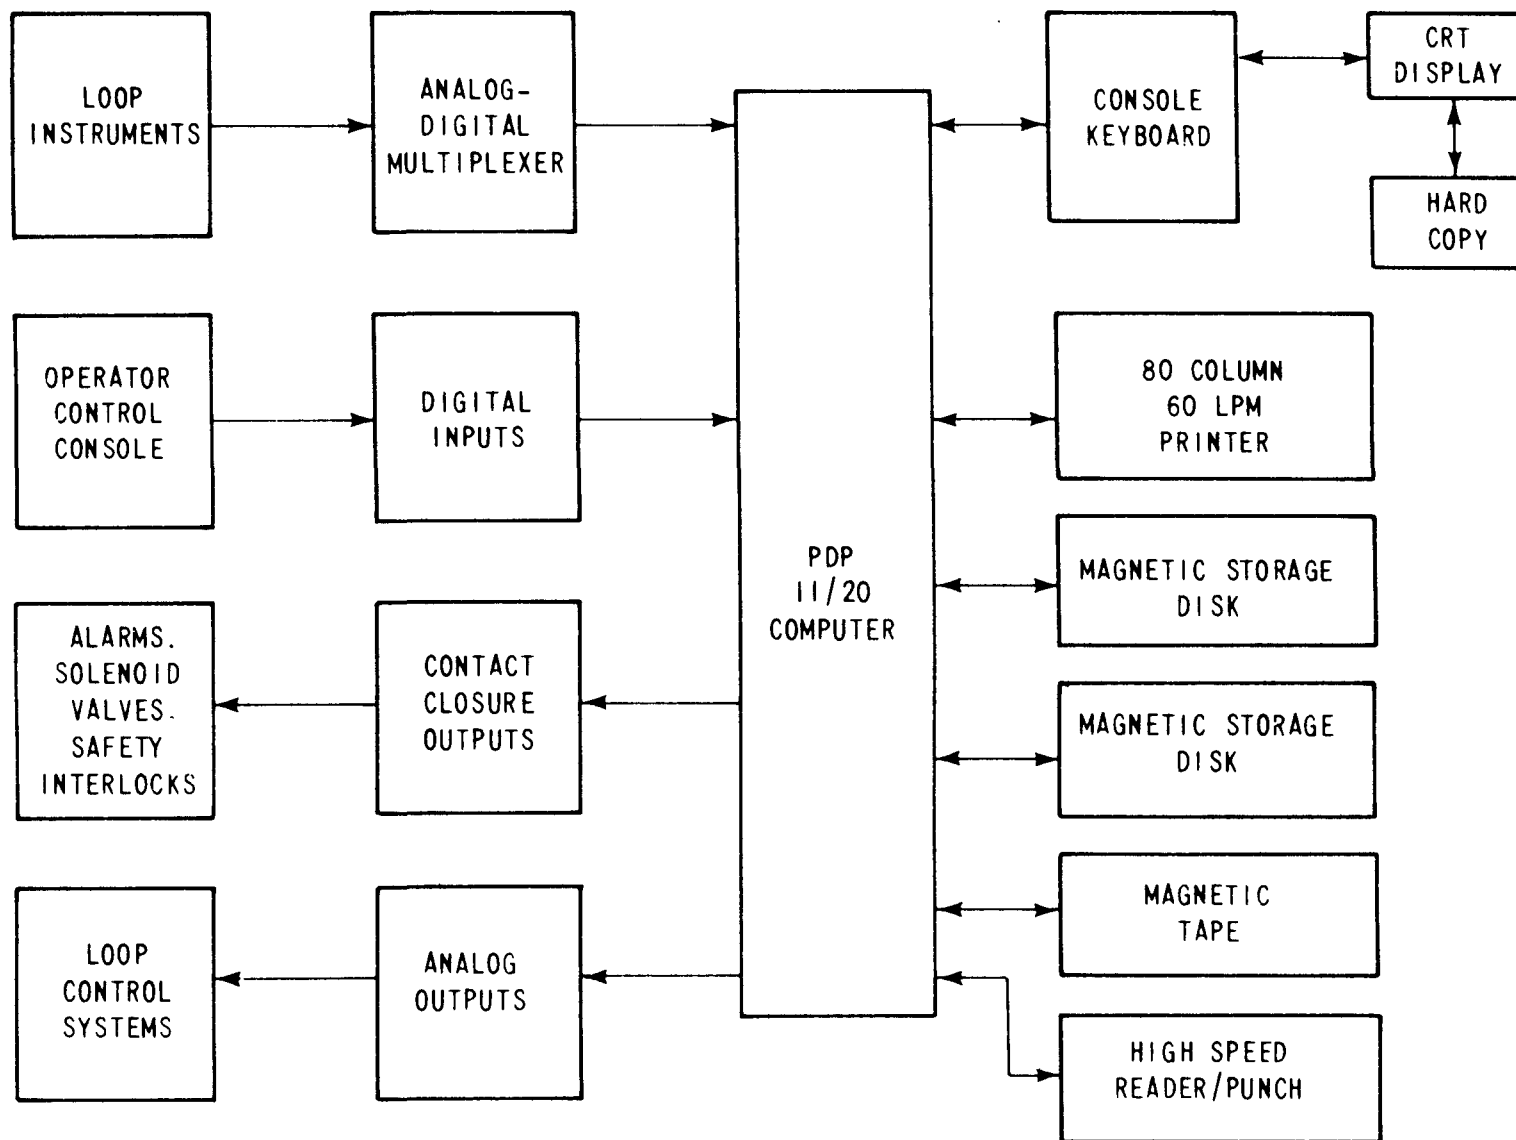 LOOP
INSTRUMENTS
ANALOG-
DIGITAL
MULTIPLEXER
CONSOLE
KEYBOARD
CRT
DISPLAY
HARD
COPY
OPERATOR
CONTROL
CONSOLE
DIGITAL
INPUTS
80 COLUMN
60 LPM
PRINTER
PDP
11/20
COMPUTER
MAGNETIC STORAGE
DISK
ALARMS.
SOLENOID
VALVES.
SAFETY
INTERLOCKS
CONTACT
CLOSURE
OUTPUTS
MAGNETIC STORAGE
DISK
LOOP
CONTROL
SYSTEMS
ANALOG
OUTPUTS
MAGNETIC
TAPE
HIGH SPEED
READER/PUNCH